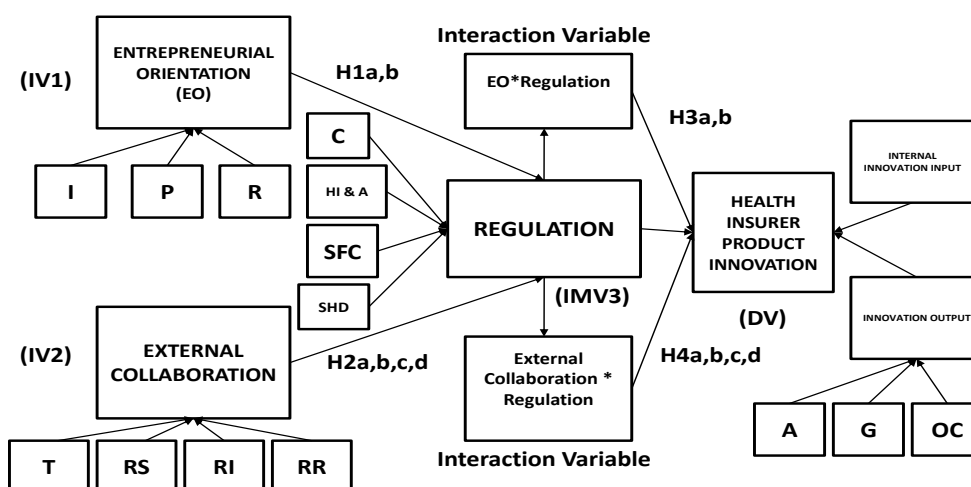 Interaction Variable
ENTREPRENEURIAL
ORIENTATION
(EO)
(IV1)
H1a,b
EO*Regulation
H3a,b
I
P
R
C
HI & A
SFC
SHD
REGULATION
(IMV3)
HEALTH
INSURER
PRODUCT
INNOVATION
(DV)
INTERNAL
INNOVATION INPUT
INNOVATION OUTPUT
(IV2)
EXTERNAL
COLLABORATION
H2a,b,c,d
External
Collaboration *
Regulation
H4a,b,c,d
T
RS
RI
RR
A
G
OC
Interaction Variable